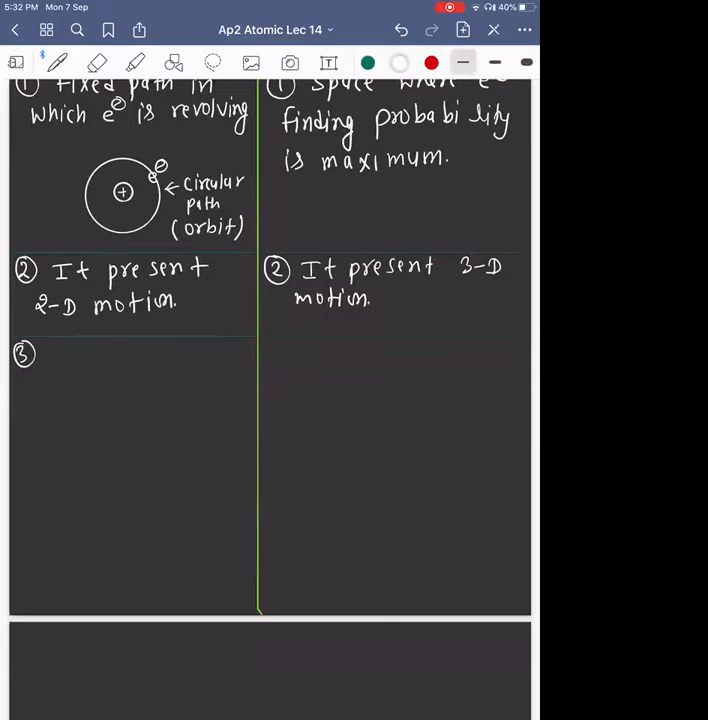 5:32 PM Mon 7 Sep
40%
Ap2 Atomic Lec 14
T
① Fixed path in
which e⊖ is revolving
+
e⊖
← circular
path
(orbit)
② It present
2-D motion.
③
① Space when e⊖
finding probability
is maximum.
② It present 3-D
motion.